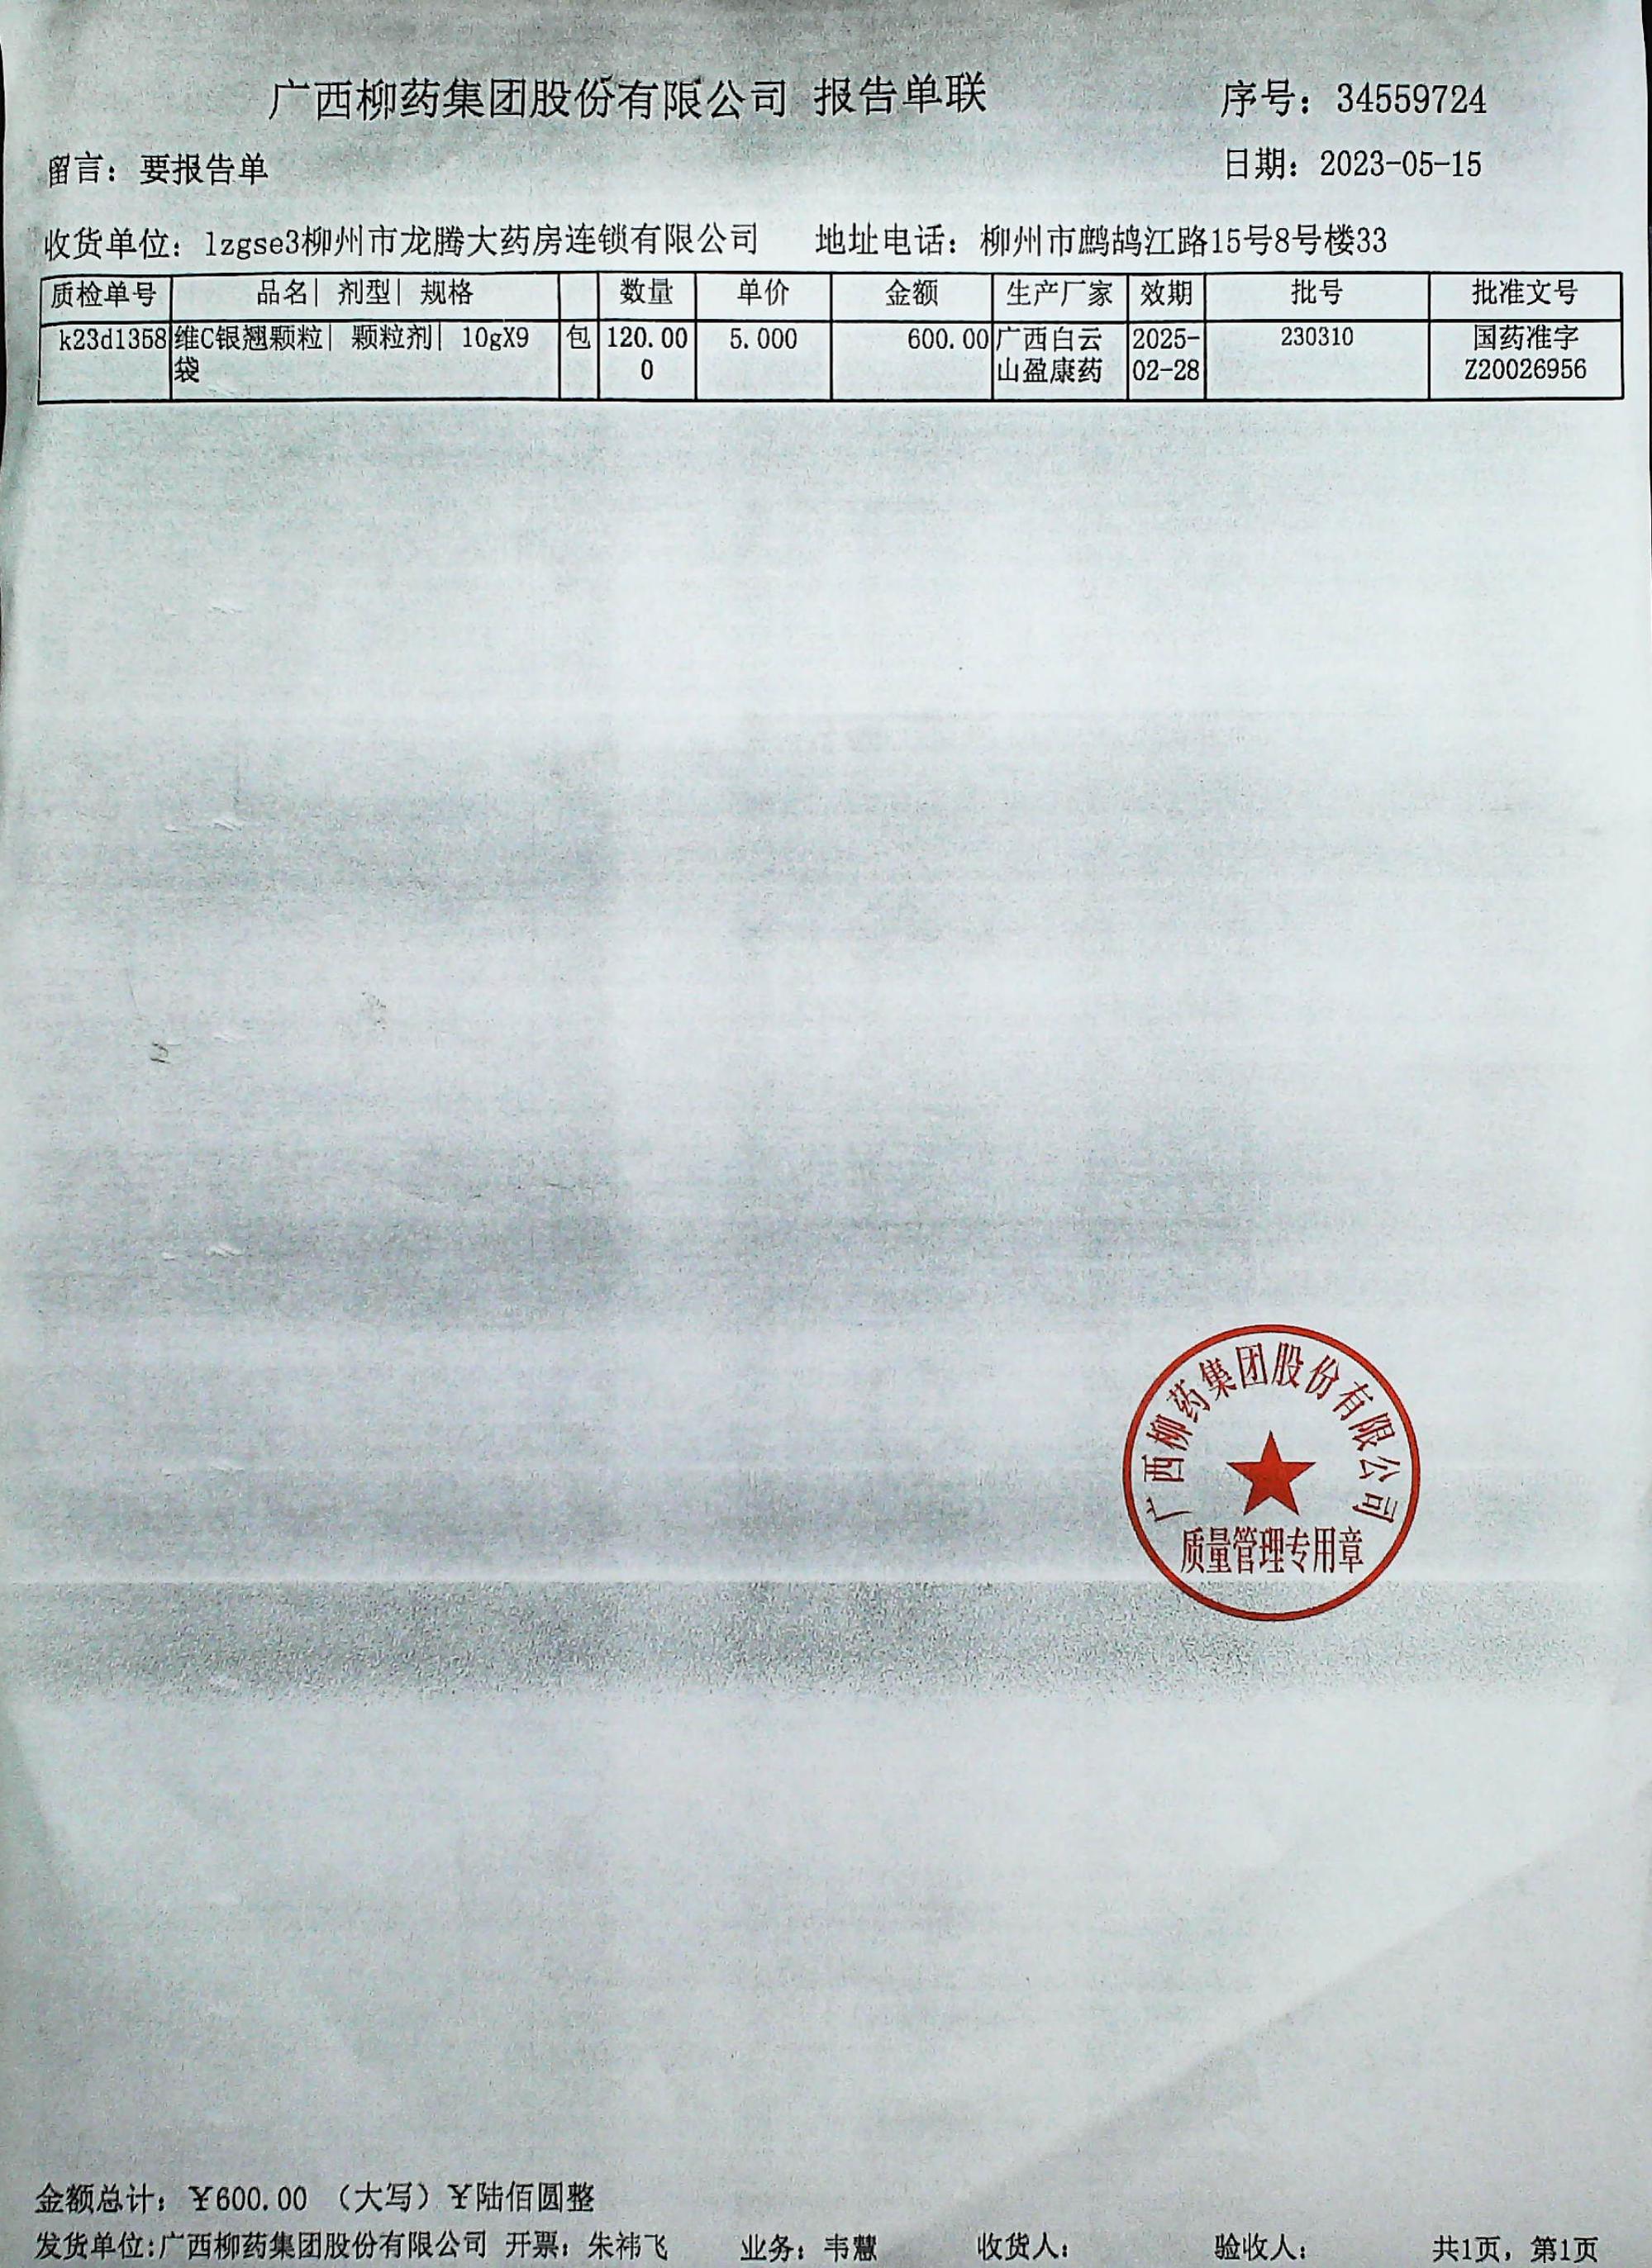 广西柳药集团股份有限公司 报告单联 序号：34559724
留言：要报告单 日期：2023-05-15
收货单位：lzgse3柳州市龙腾大药房连锁有限公司 地址电话：柳州市鹧鸪江路15号8号楼33
质检单号 品名| 剂型| 规格 数量 单价 金额 生产厂家 效期 批号 批准文号
k23d1358 维C银翘颗粒| 颗粒剂| 10gX9 包 120.00 5.000 600.00 广西白云 2025- 230310 国药准字
袋 0 山盈康药 02-28 Z20026956
广西柳药集团股份有限公司
质量管理专用章
金额总计：¥600.00 （大写）¥陆佰圆整
发货单位:广西柳药集团股份有限公司 开票：朱祎飞 业务：韦慧 收货人： 验收人： 共1页，第1页